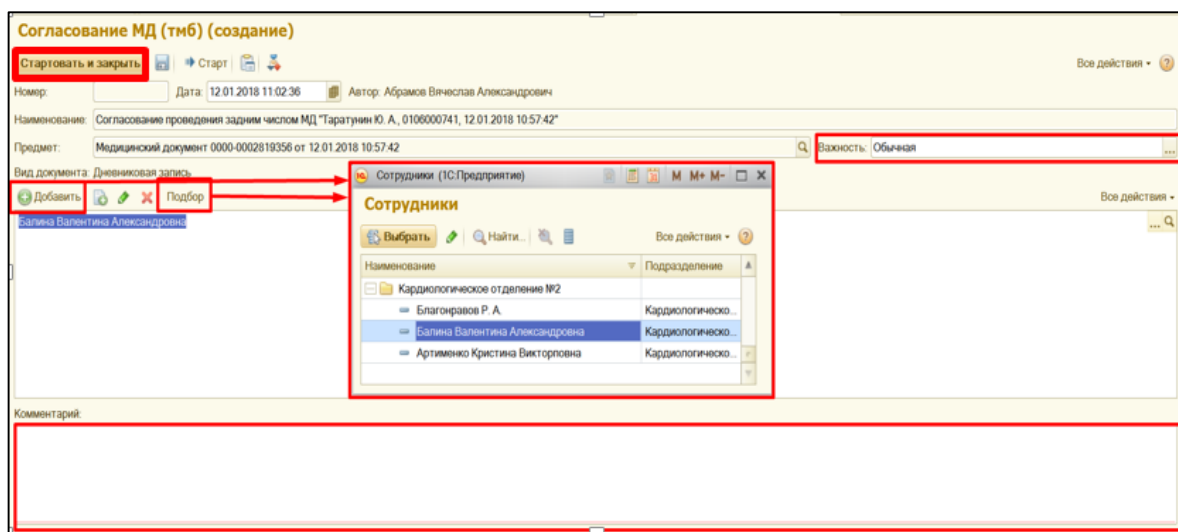 Согласование МД (тмб) (создание)
Стартовать и закрыть Старт Все действия
Номер: Дата: 12.01.2018 11:02:36 Автор: Абрамов Вячеслав Александрович
Наименование: Согласование проведения задним числом МД "Таратунин Ю. А., 0106000741, 12.01.2018 10:57:42"
Предмет: Медицинский документ 0000-0002819356 от 12.01.2018 10:57:42 Важность: Обычная ...
Вид документа: Дневниковая запись
Добавить Подбор Все действия
Балина Валентина Александровна ...
Сотрудники (1С:Предприятие) M M+ M-
Сотрудники
Выбрать Найти... Все действия
Наименование Подразделение
Кардиологическое отделение №2
Благонравов Р. А. Кардиологическо...
Балина Валентина Александровна Кардиологическо...
Артименко Кристина Викторповна Кардиологическо...
Комментарий: